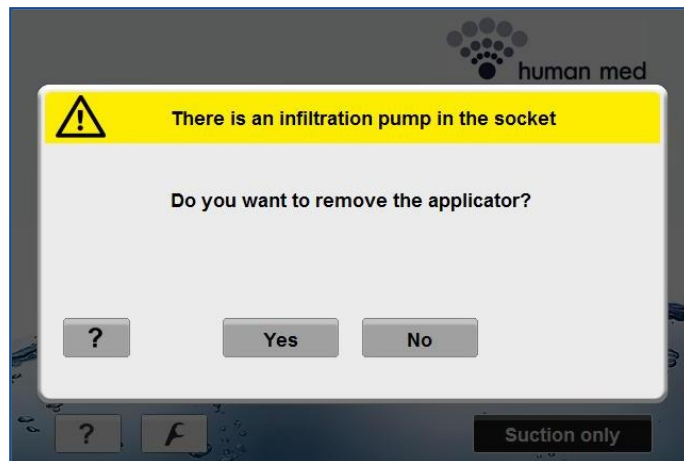 human med
There is an infiltration pump in the socket
Do you want to remove the applicator?
?
Yes No
? Suction only